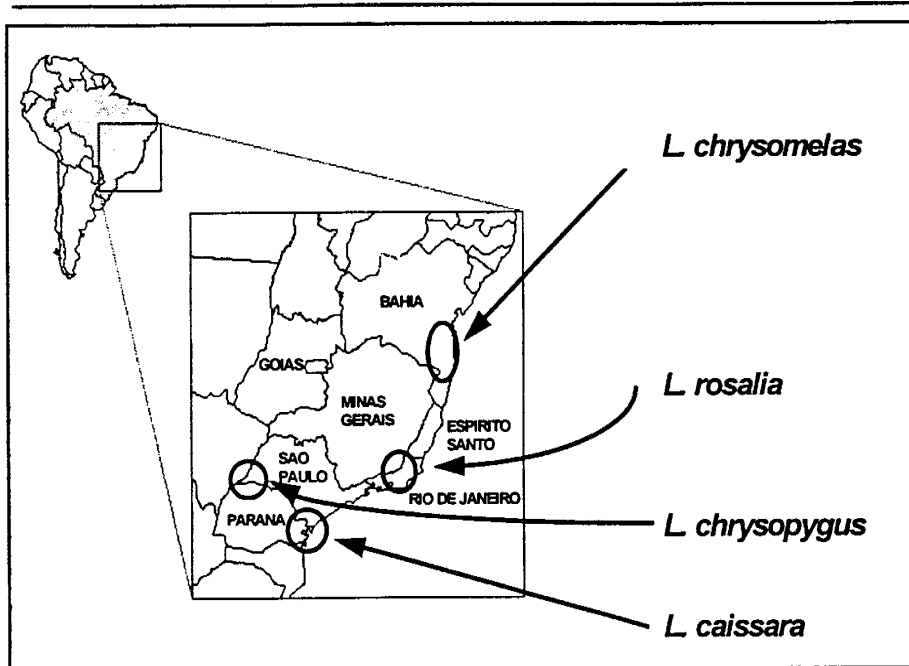 L. chrysomelas
BAHIA
GOIAS
L. rosalia
MINAS
GERAIS
ESPIRITO
SANTO
SAO
PAULO
RIO DE JANEIRO
PARANA
L. chrysopygus
L. caissara